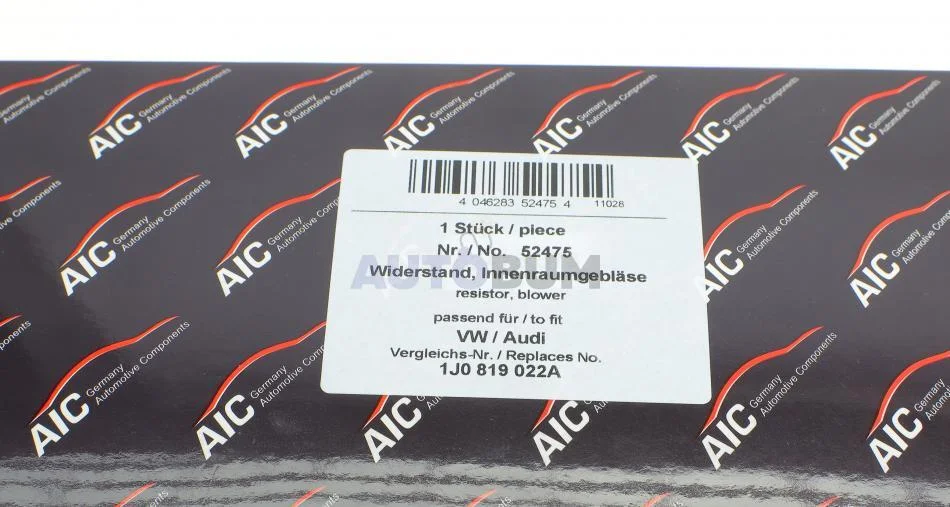 Germany
Automotive Components
AIC
4 046283 52475 4
11028
1 Stück / piece
Nr. / No. 52475
Widerstand, Innenraumgebläse
resistor, blower
passend für / to fit
VW / Audi
Vergleichs-Nr. / Replaces No.
1J0 819 022A
AUTOBUM